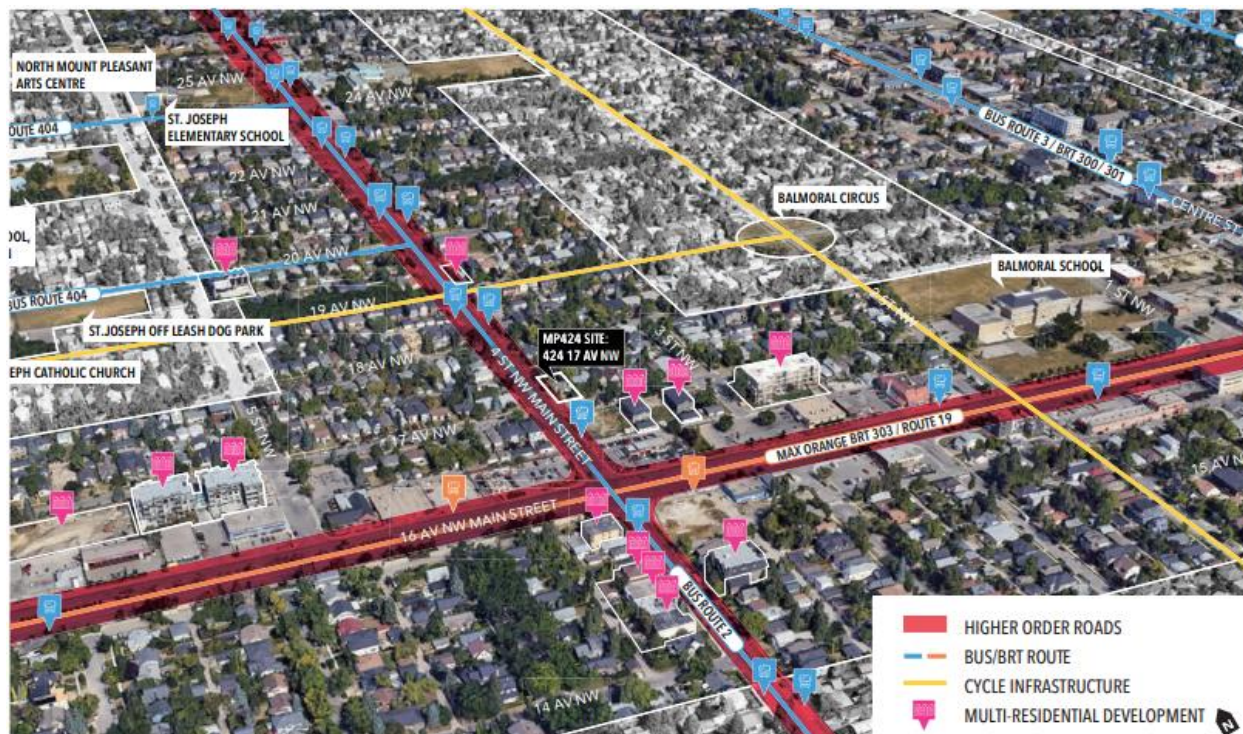 NORTH MOUNT PLEASANT
ARTS CENTRE
25 AV NW
24 AV NW
ST. JOSEPH
ELEMENTARY SCHOOL
ROUTE 404
22 AV NW
21 AV NW
BUS ROUTE 3 / BRT 300 / 301
CENTRE ST
BALMORAL CIRCUS
BALMORAL SCHOOL
OOL,
20 AV NW
BUS ROUTE 404
19 AV NW
ST.JOSEPH OFF LEASH DOG PARK
EPH CATHOLIC CHURCH
18 AV NW
17 AV NW
5 ST NW
4 ST NW MAIN STREET
MP424 SITE:
424 17 AV NW
3 ST NW
2 ST NW
1 ST NW
MAX ORANGE BRT 303 / ROUTE 19
16 AV NW MAIN STREET
15 AV N
BUS ROUTE 2
14 AV NW
HIGHER ORDER ROADS
BUS/BRT ROUTE
CYCLE INFRASTRUCTURE
MULTI-RESIDENTIAL DEVELOPMENT
N